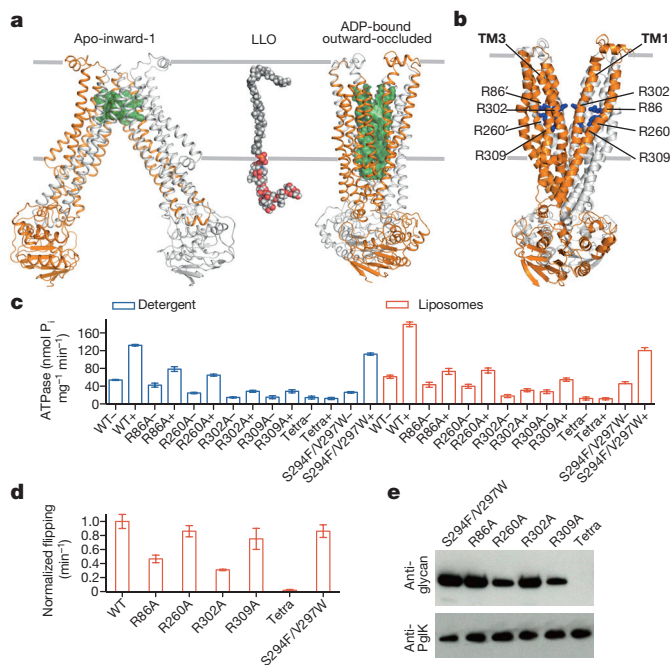 a
Apo-inward-1
LLO
ADP-bound
outward-occluded
b
TM3
TM1
R86
R302
R260
R309
R302
R86
R260
R309
c
Detergent
Liposomes
ATPase (nmol Pi
mg⁻¹ min⁻¹)
160
120
80
40
0
WT–
WT+
R86A–
R86A+
R260A–
R260A+
R302A–
R302A+
R309A–
R309A+
Tetra–
Tetra+
S294F/V297W–
S294F/V297W+
WT–
WT+
R86A–
R86A+
R260A–
R260A+
R302A–
R302A+
R309A–
R309A+
Tetra–
Tetra+
S294F/V297W–
S294F/V297W+
d
Normalized flipping
(min⁻¹)
1.0
0.8
0.6
0.4
0.2
0
WT
R86A
R260A
R302A
R309A
Tetra
S294F/V297W
e
S294F/V297W
R86A
R260A
R302A
R309A
Tetra
Anti-
glycan
Anti-
PglK